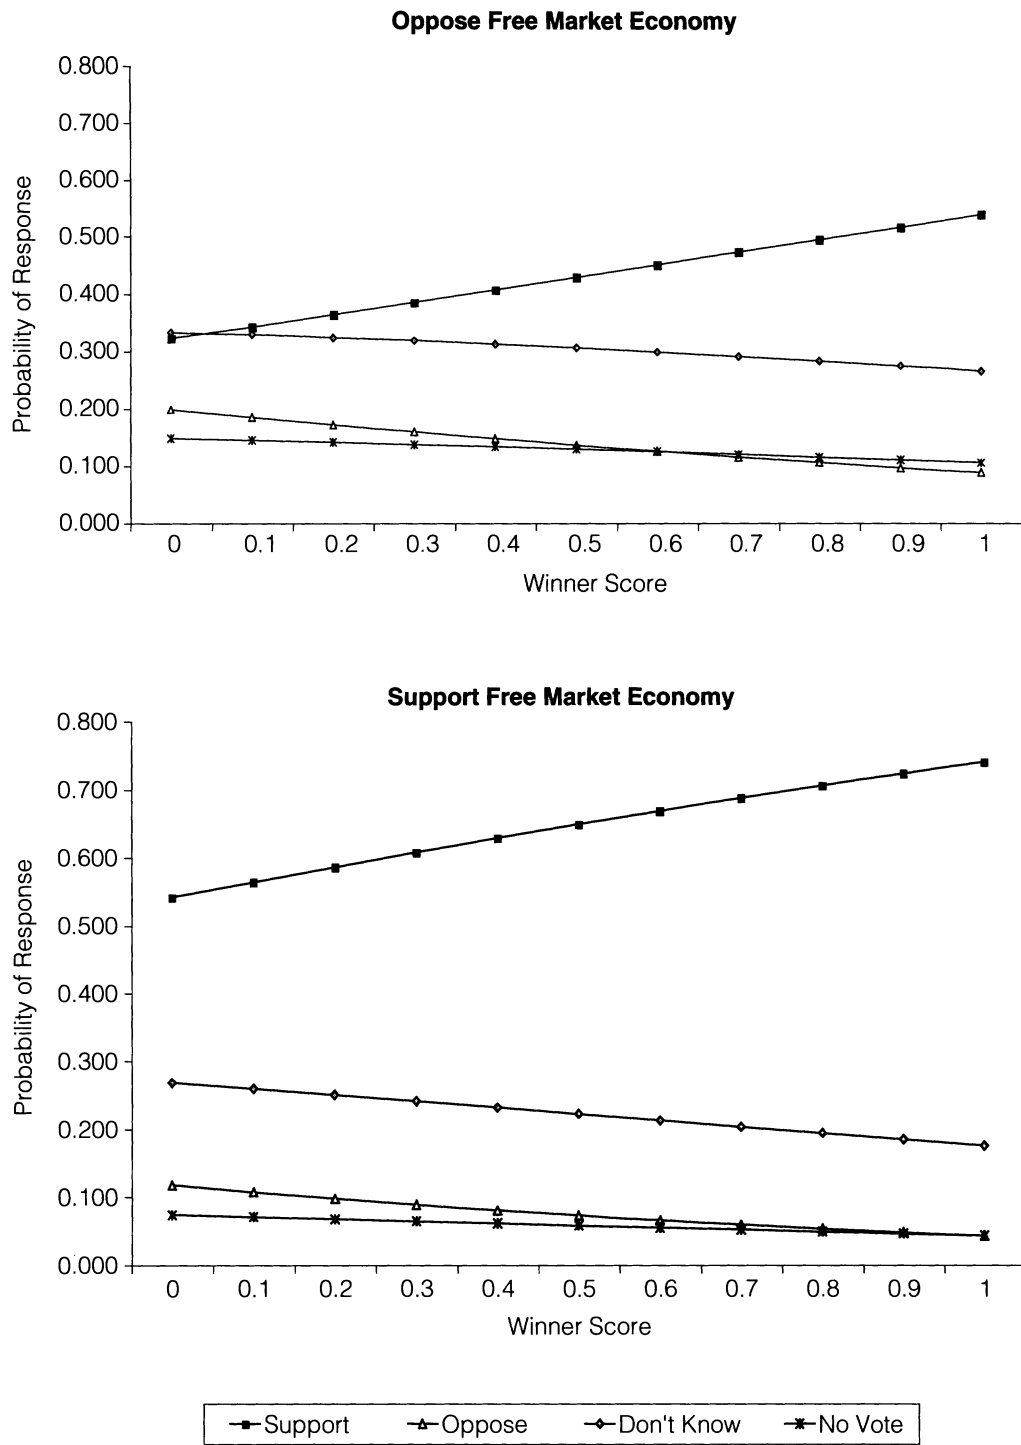 Oppose Free Market Economy
0.800
0.700
0.600
0.500
0.400
0.300
0.200
0.100
0.000
Probability of Response
0 0.1 0.2 0.3 0.4 0.5 0.6 0.7 0.8 0.9 1
Winner Score
Support Free Market Economy
0.800
0.700
0.600
0.500
0.400
0.300
0.200
0.100
0.000
Probability of Response
0 0.1 0.2 0.3 0.4 0.5 0.6 0.7 0.8 0.9 1
Winner Score
Support Oppose Don't Know No Vote